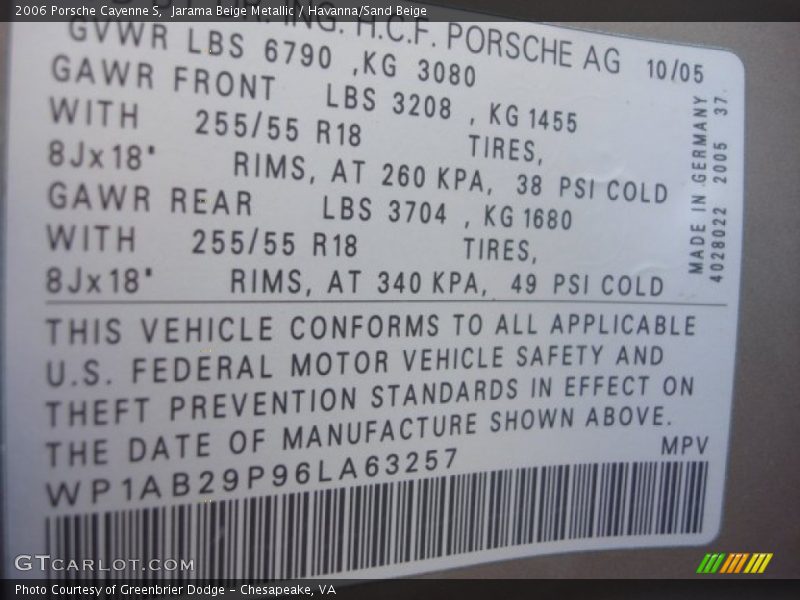 2006 Porsche Cayenne S, Jarama Beige Metallic / Havanna/Sand Beige
DR. ING. H.C.F. PORSCHE AG 10/05
GVWR LBS 6790 ,KG 3080
GAWR FRONT LBS 3208 , KG 1455
WITH 255/55 R18 TIRES,
8Jx18" RIMS, AT 260 KPA, 38 PSI COLD
GAWR REAR LBS 3704 , KG 1680
WITH 255/55 R18 TIRES,
8Jx18" RIMS, AT 340 KPA, 49 PSI COLD
MADE IN GERMANY
4028022 2005 37.
THIS VEHICLE CONFORMS TO ALL APPLICABLE
U.S. FEDERAL MOTOR VEHICLE SAFETY AND
THEFT PREVENTION STANDARDS IN EFFECT ON
THE DATE OF MANUFACTURE SHOWN ABOVE.
WP1AB29P96LA63257 MPV
GTCARLOT.COM
Photo Courtesy of Greenbrier Dodge - Chesapeake, VA